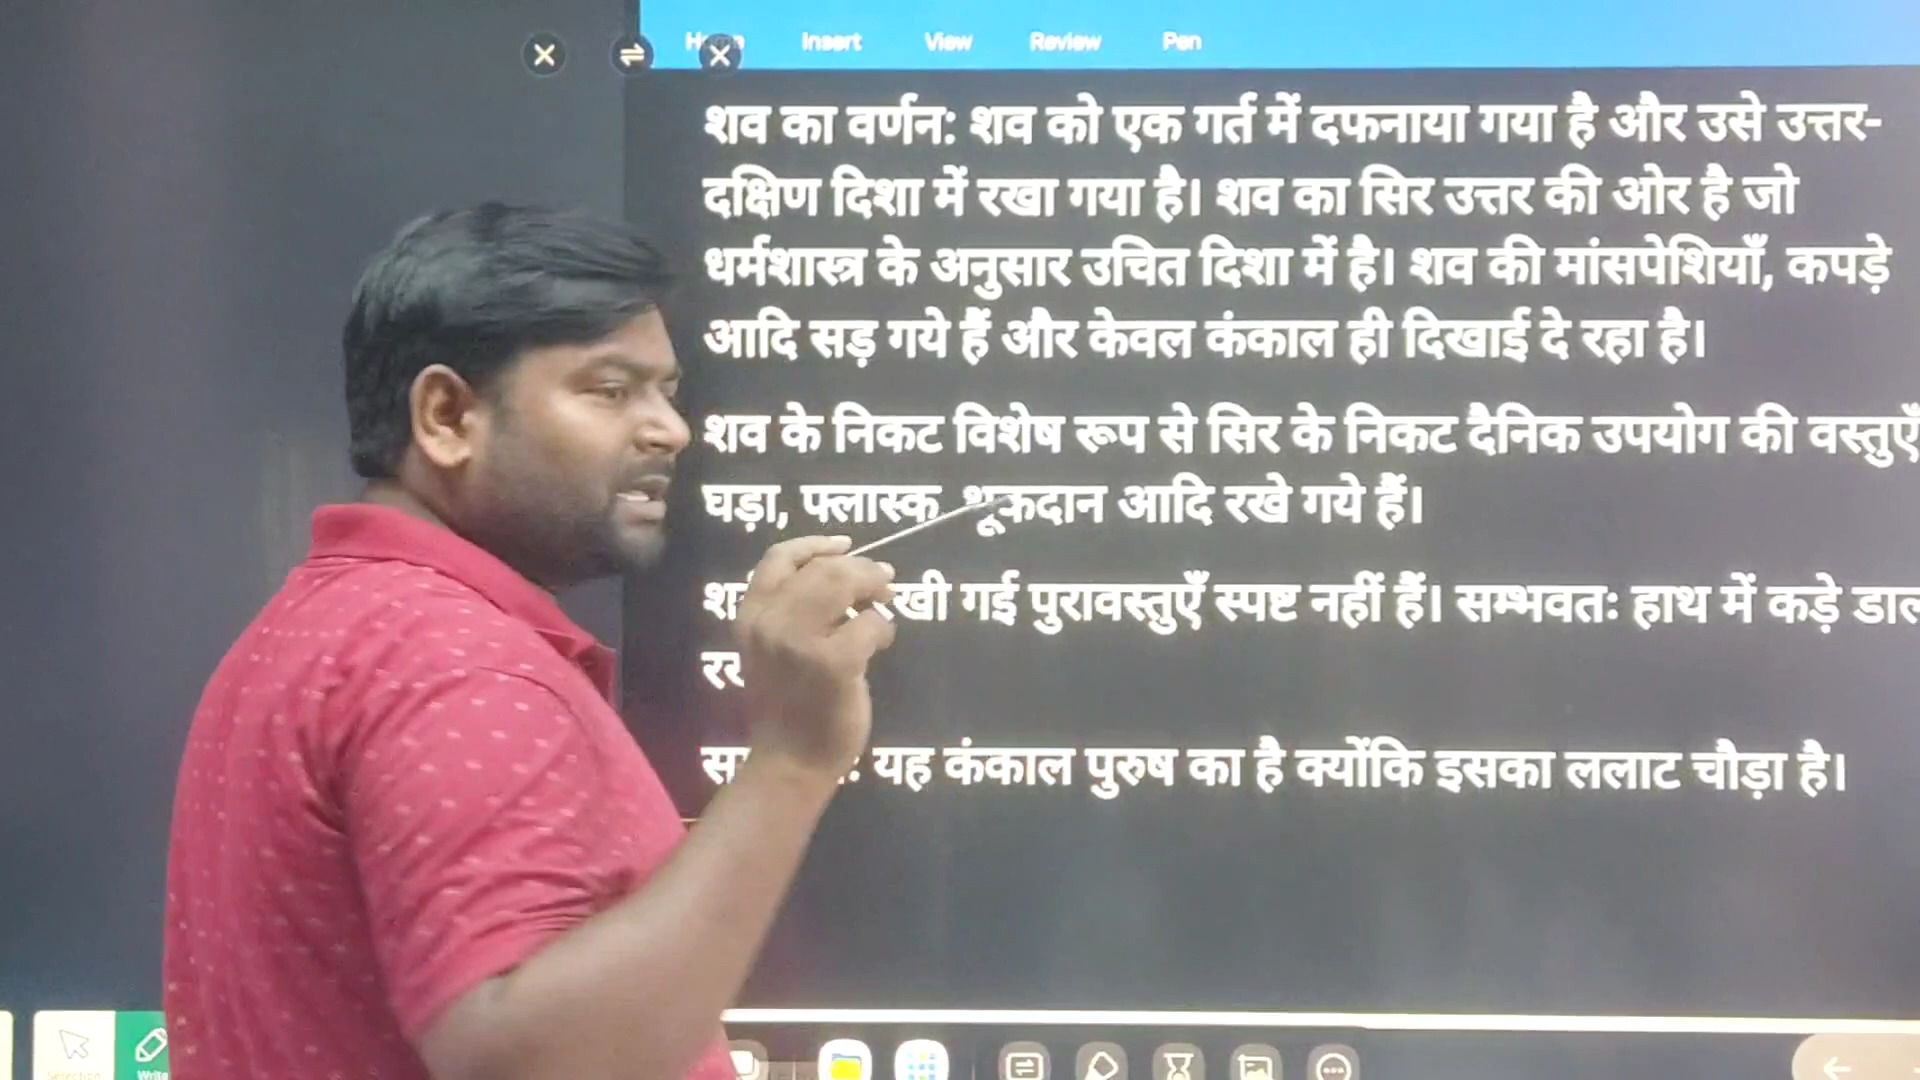 Insert View Review Pen
शव का वर्णन: शव को एक गर्त में दफनाया गया है और उसे उत्तर-
दक्षिण दिशा में रखा गया है। शव का सिर उत्तर की ओर है जो
धर्मशास्त्र के अनुसार उचित दिशा में है। शव की मांसपेशियाँ, कपड़े
आदि सड़ गये हैं और केवल कंकाल ही दिखाई दे रहा है।
शव के निकट विशेष रूप से सिर के निकट दैनिक उपयोग की वस्तुएँ
घड़ा, फ्लास्क, थूकदान आदि रखे गये हैं।
गई पुरावस्तुएँ स्पष्ट नहीं हैं। सम्भवतः हाथ में कड़े
यह कंकाल पुरुष का है क्योंकि इसका ललाट चौड़ा है।
Selection Write